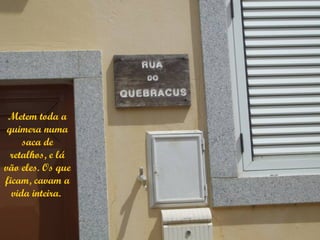 RUA
DO
QUEBRACUS
Metem toda a
quimera numa
saca de
retalhos, e lá
vão eles. Os que
ficam, cavam a
vida inteira.